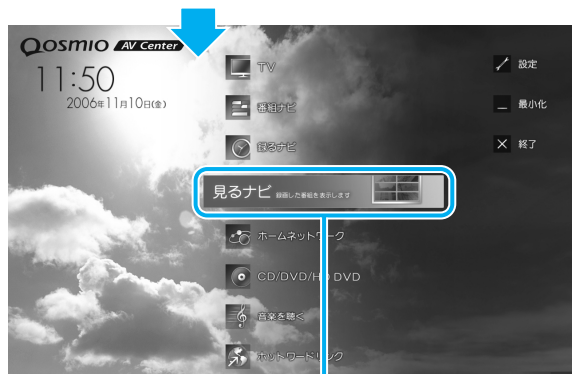 Qosmio AV Center
11:50
2006年11月10日(金)
TV
番組ナビ
録るナビ
見るナビ 録画した番組を表示します
ホームネットワーク
CD/DVD/HD DVD
音楽を聴く
ホットワードリンク
設定
最小化
終了